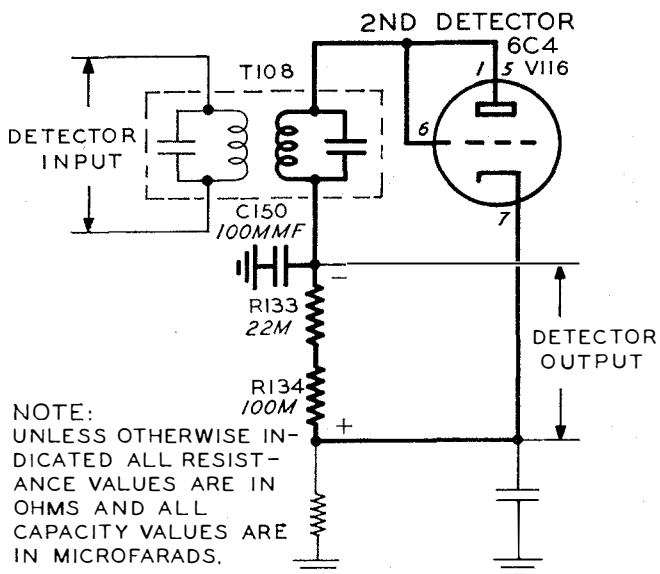 2ND DETECTOR
6C4
1 5 V116
T108
6
DETECTOR
INPUT
7
C150
100MMF
−
R133
22M
DETECTOR
OUTPUT
R134
100M
+
NOTE:
UNLESS OTHERWISE IN-
DICATED ALL RESIST-
ANCE VALUES ARE IN
OHMS AND ALL
CAPACITY VALUES ARE
IN MICROFARADS.